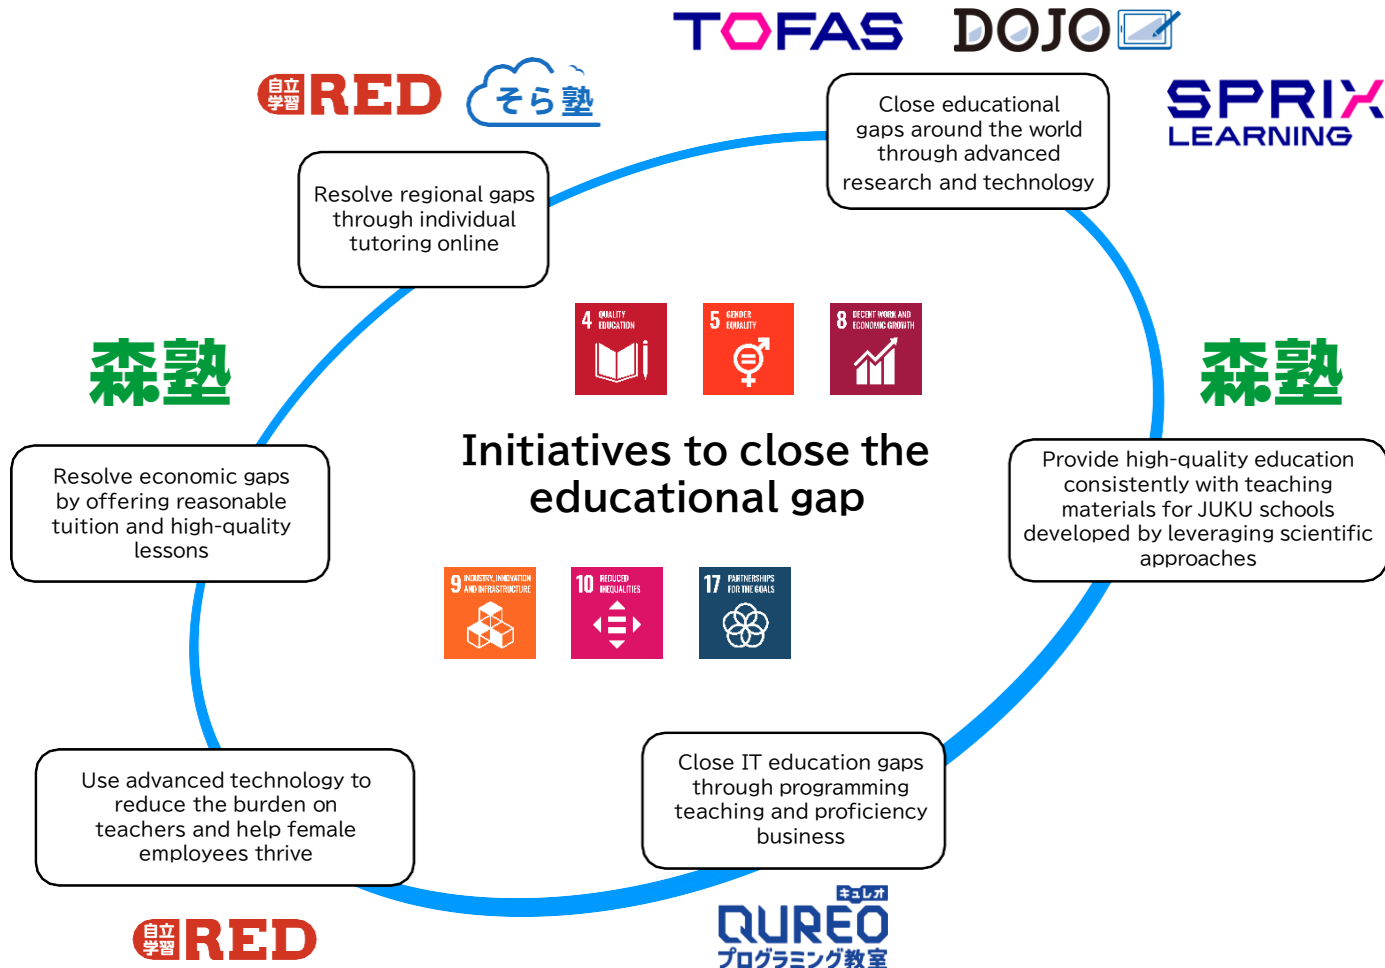 TOFAS
DOJO
自立
学習
RED
そら塾
SPRIX
LEARNING
Close educational
gaps around the world
through advanced
research and technology
Resolve regional gaps
through individual
tutoring online
4 QUALITY
EDUCATION
5 GENDER
EQUALITY
8 DECENT WORK AND
ECONOMIC GROWTH
森塾
森塾
Initiatives to close the
educational gap
Resolve economic gaps
by offering reasonable
tuition and high-quality
lessons
Provide high-quality education
consistently with teaching
materials for JUKU schools
developed by leveraging scientific
approaches
9 INDUSTRY, INNOVATION
AND INFRASTRUCTURE
10 REDUCED
INEQUALITIES
17 PARTNERSHIPS
FOR THE GOALS
Use advanced technology to
reduce the burden on
teachers and help female
employees thrive
Close IT education gaps
through programming
teaching and proficiency
business
自立
学習
RED
キュレオ
QUREO
プログラミング教室